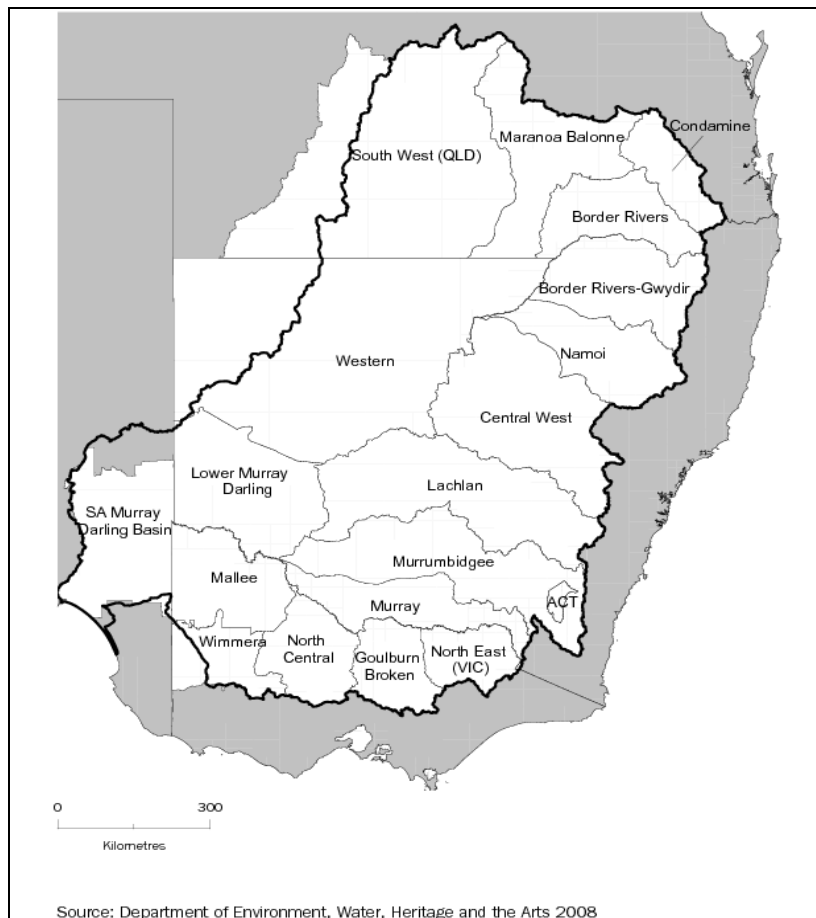 South West (QLD)
Maranoa Balonne
Condamine
Border Rivers
Border Rivers-Gwydir
Western
Namoi
Central West
Lower Murray
Darling
Lachlan
SA Murray
Darling Basin
Murrumbidgee
Mallee
Murray
ACT
Wimmera
North
Central
Goulburn
Broken
North East
(VIC)
0 300
Kilometres
Source: Department of Environment, Water, Heritage and the Arts 2008